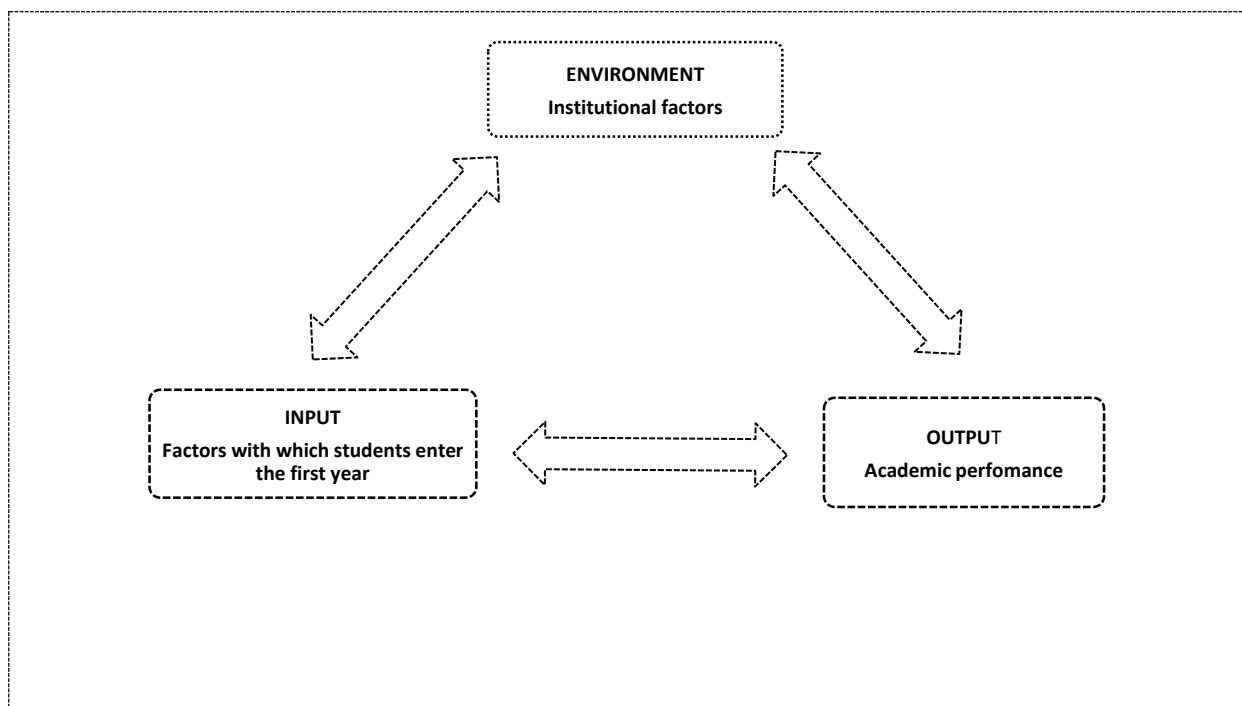 ENVIRONMENT
Institutional factors
INPUT
Factors with which students enter
the first year
OUTPUT
Academic perfomance